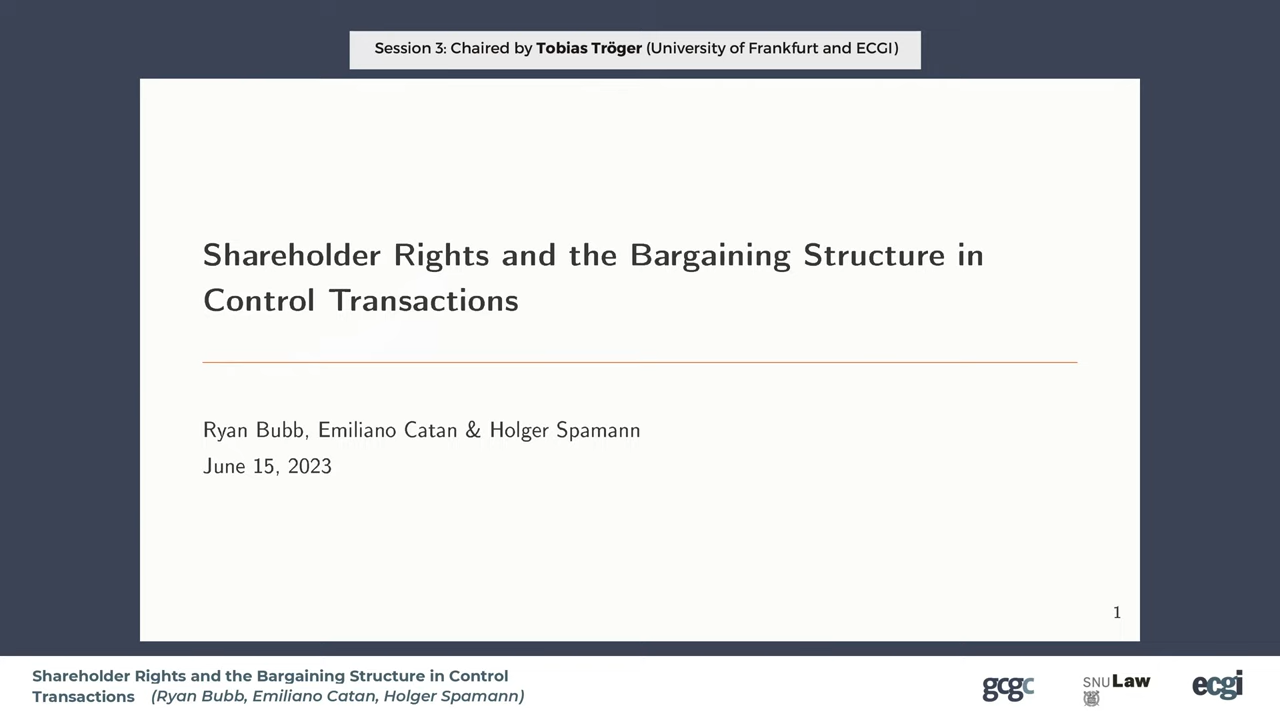 Session 3: Chaired by Tobias Tröger (University of Frankfurt and ECGI)
Shareholder Rights and the Bargaining Structure in
Control Transactions
Ryan Bubb, Emiliano Catan & Holger Spamann
June 15, 2023
1
Shareholder Rights and the Bargaining Structure in Control
Transactions (Ryan Bubb, Emiliano Catan, Holger Spamann)
gcgc
SNU Law
ecgi